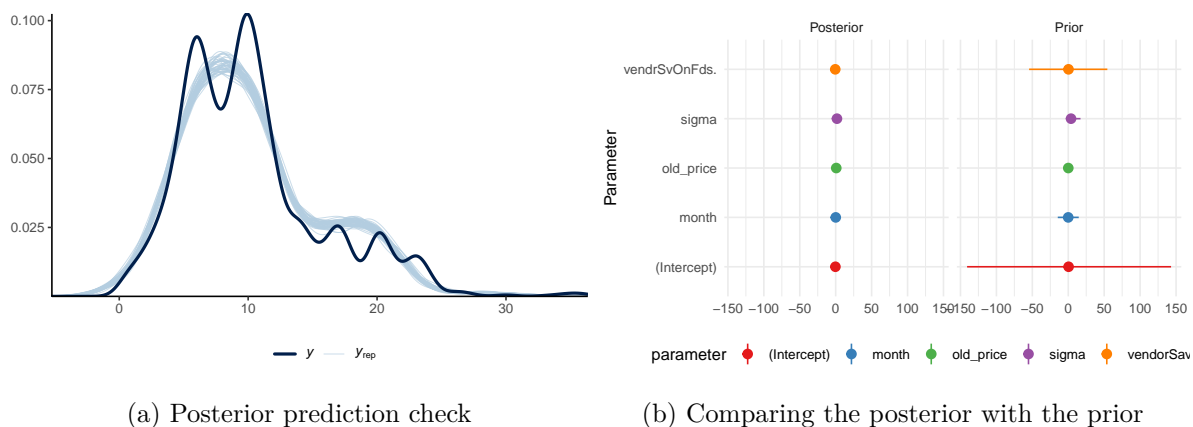 0.100
0.075
0.050
0.025
0 10 20 30
y yrep
Posterior Prior
Parameter
vendrSvOnFds.
sigma
old_price
month
(Intercept)
−150 −100 −50 0 50 100 150 −150 −100 −50 0 50 100 150
parameter (Intercept) month old_price sigma vendorSav
(a) Posterior prediction check
(b) Comparing the posterior with the prior